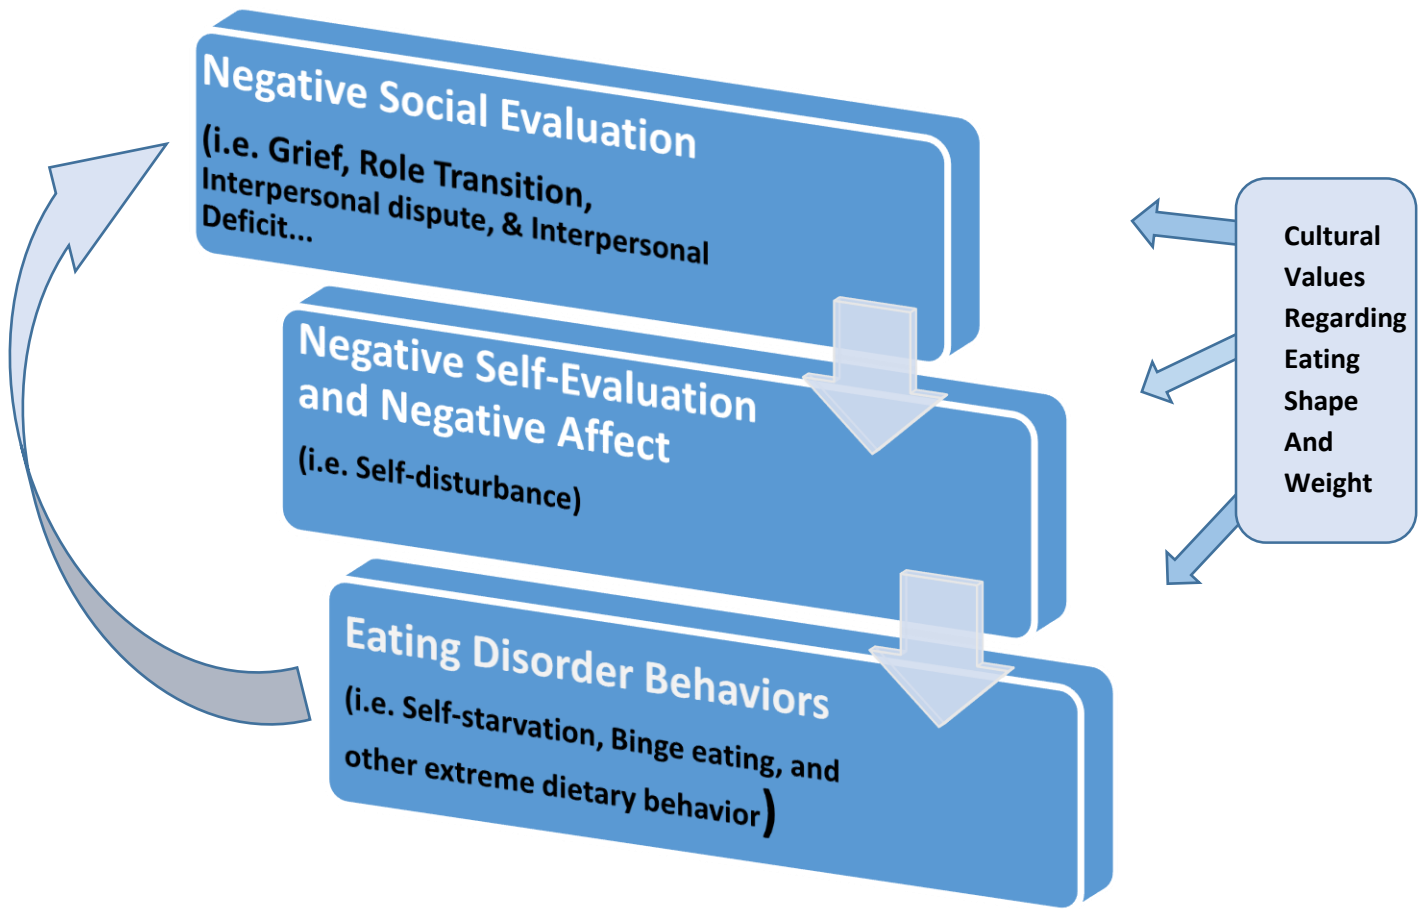 Negative Social Evaluation
(i.e. Grief, Role Transition,
Interpersonal dispute, & Interpersonal
Deficit...
Negative Self-Evaluation
and Negative Affect
(i.e. Self-disturbance)
Eating Disorder Behaviors
(i.e. Self-starvation, Binge eating, and
other extreme dietary behavior)
Cultural
Values
Regarding
Eating
Shape
And
Weight